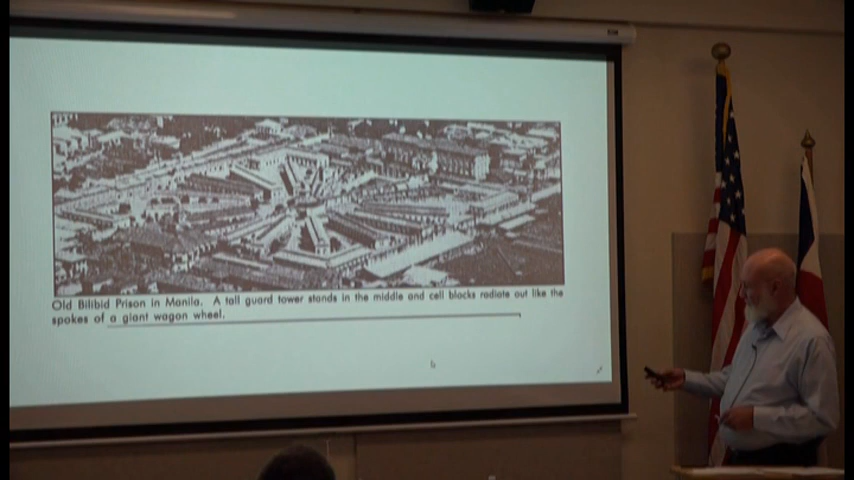 Old Bilibid Prison in Manila. A tall guard tower stands in the middle and cell blocks radiate out like the
spokes of a giant wagon wheel.